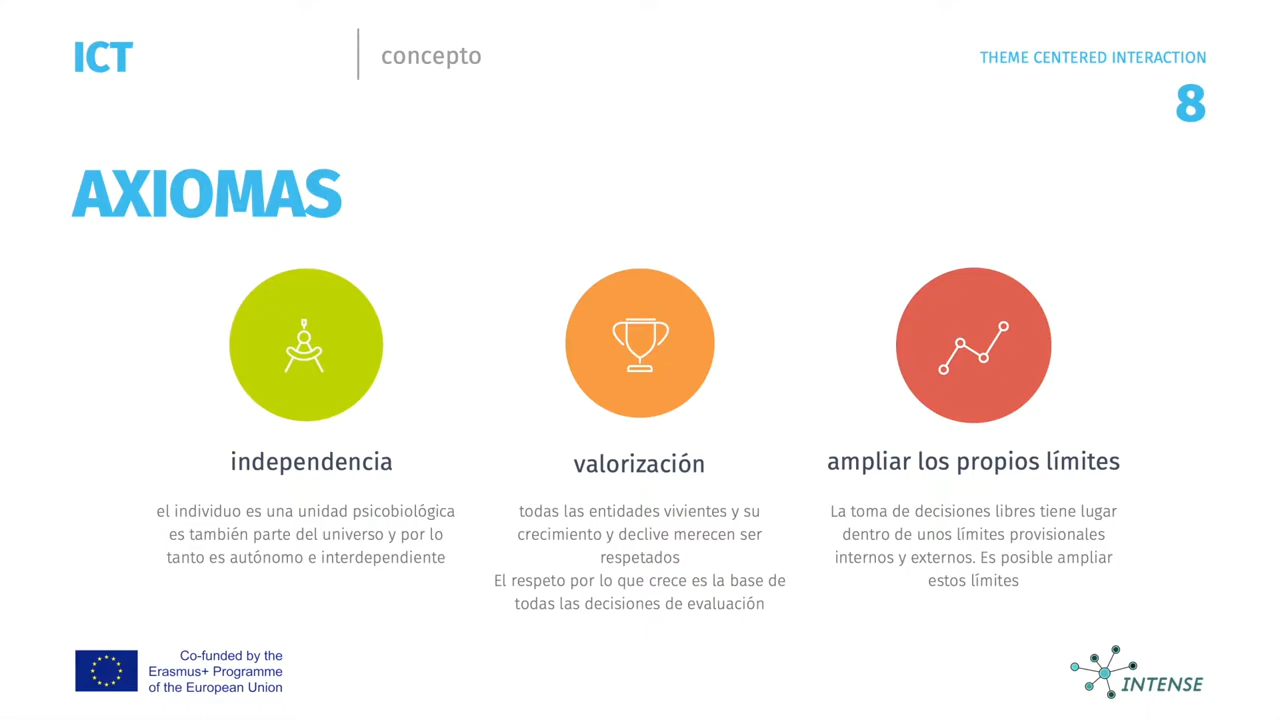 ICT
concepto
THEME CENTERED INTERACTION
8
AXIOMAS
independencia
el individuo es una unidad psicobiológica
es también parte del universo y por lo
tanto es autónomo e interdependiente
valorización
todas las entidades vivientes y su
crecimiento y declive merecen ser
respetados
El respeto por lo que crece es la base de
todas las decisiones de evaluación
ampliar los propios límites
La toma de decisiones libres tiene lugar
dentro de unos límites provisionales
internos y externos. Es posible ampliar
estos límites
Co-funded by the
Erasmus+ Programme
of the European Union
INTENSE